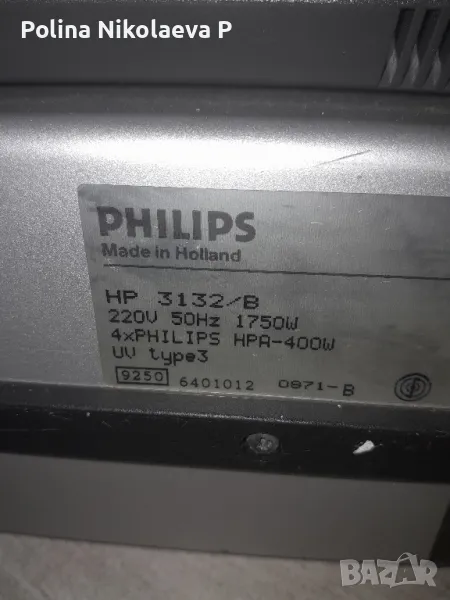 Polina Nikolaeva P
PHILIPS
Made in Holland
HP 3132/B
220V 50Hz 1750W
4xPHILIPS HPA-400W
UV type3
9250 6401012 0871-B
BAZAR